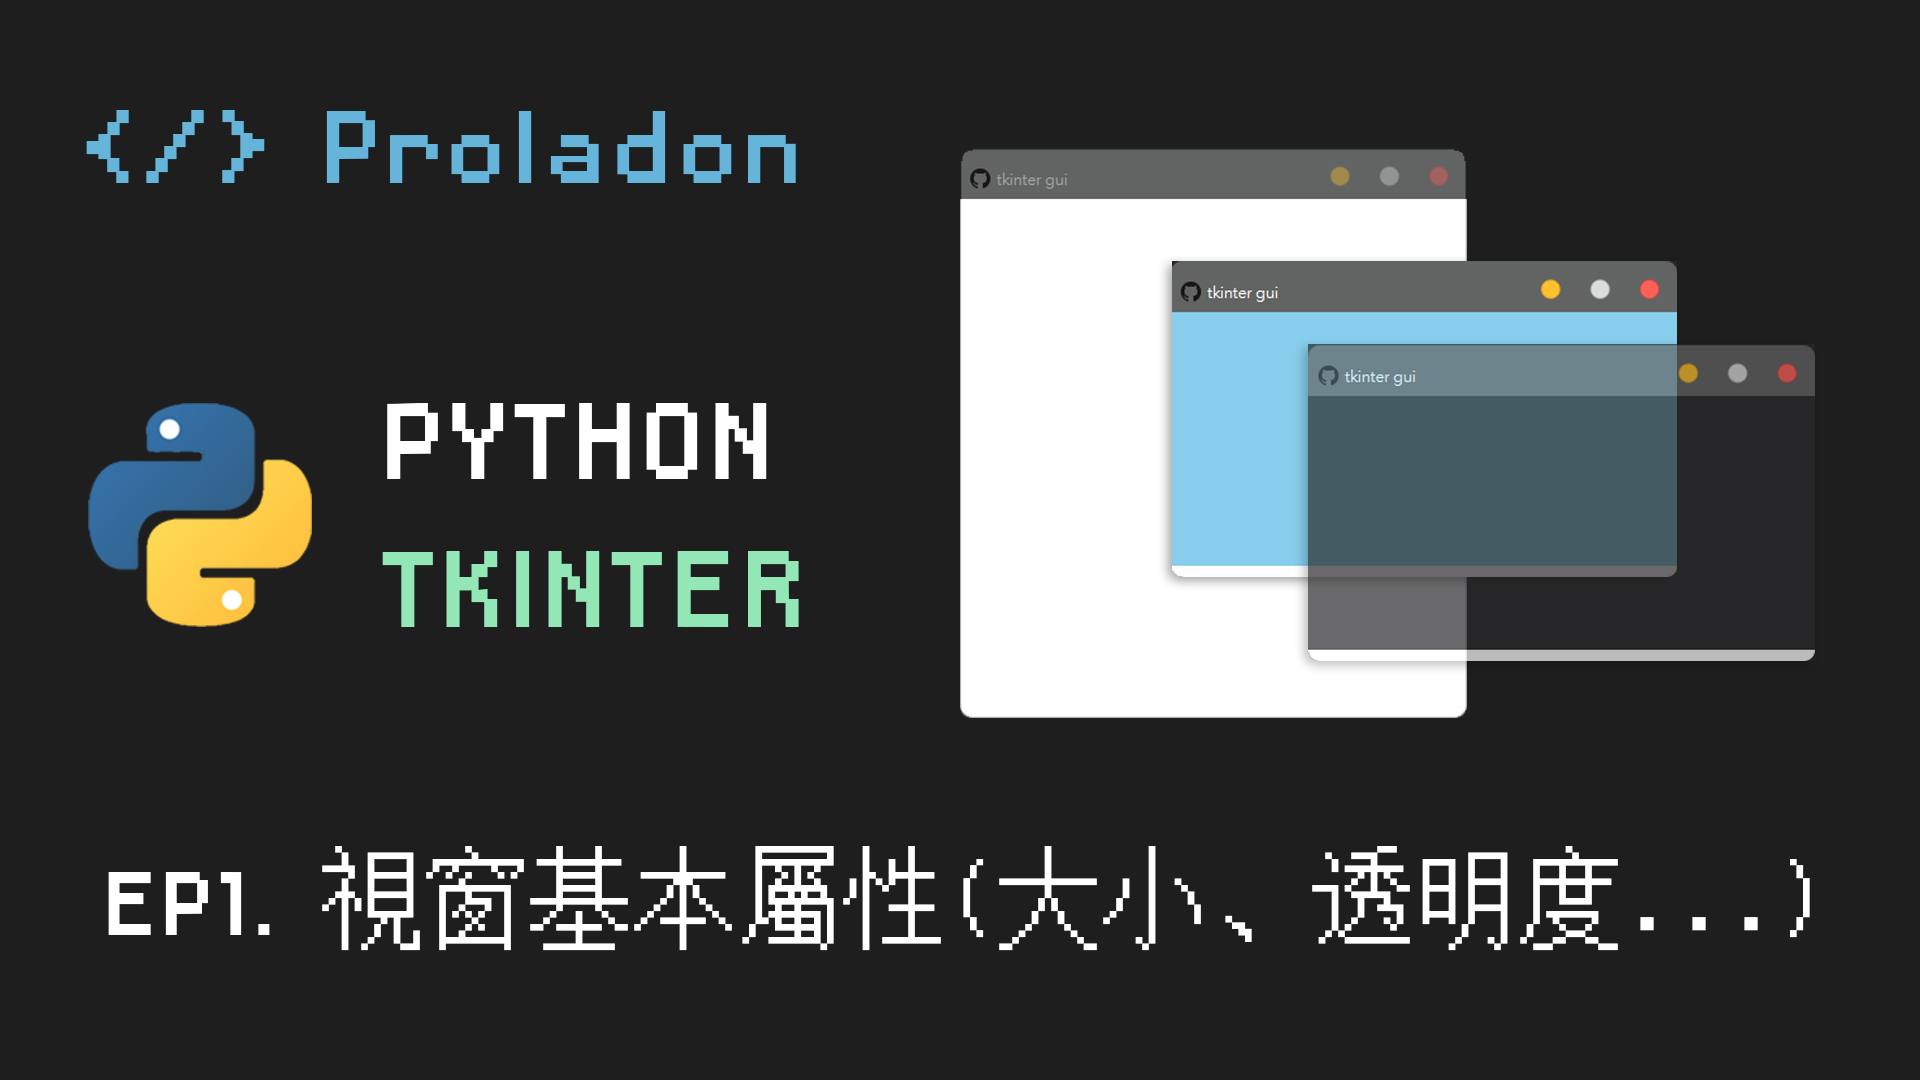 </> Proladon
tkinter gui
tkinter gui
tkinter gui
PYTHON
TKINTER
EP1. 視窗基本屬性(大小、透明度...)